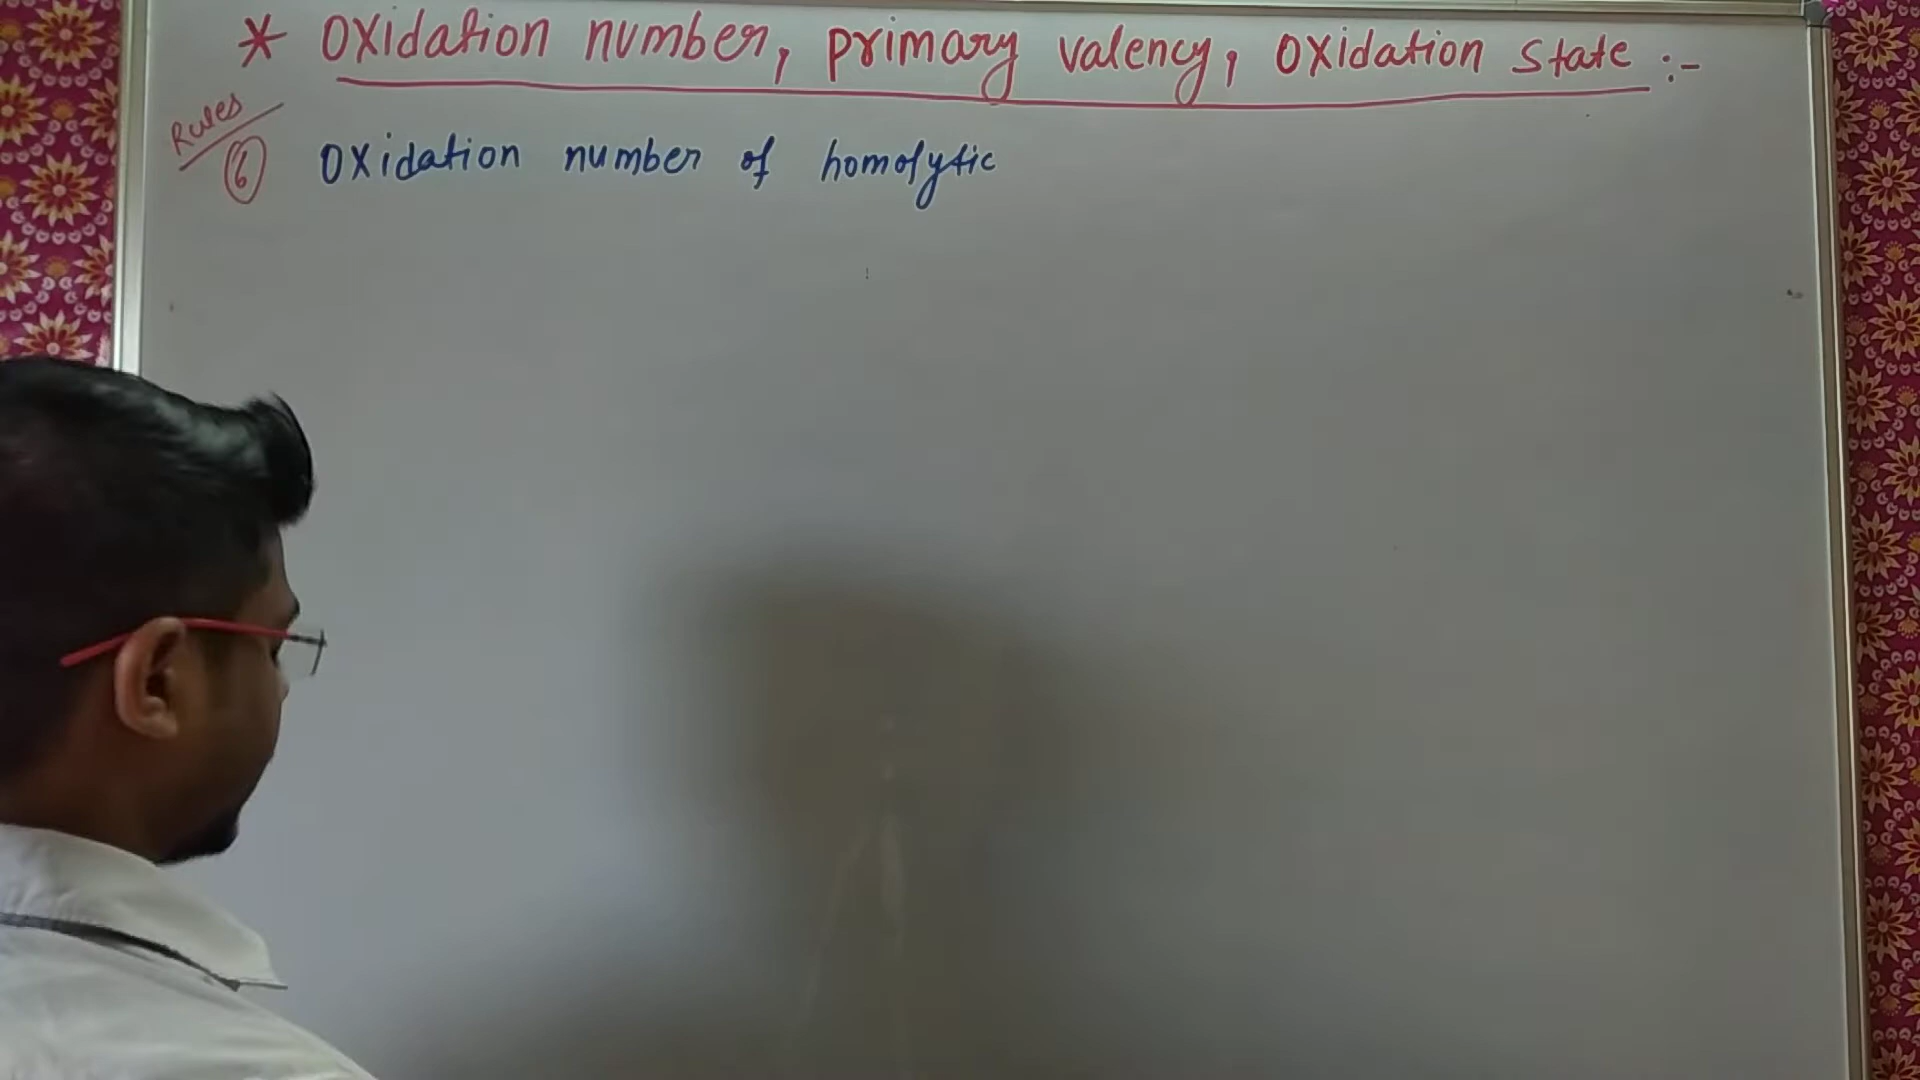 * Oxidation number, primary valency, Oxidation state :-
Rules
6 Oxidation number of homolytic